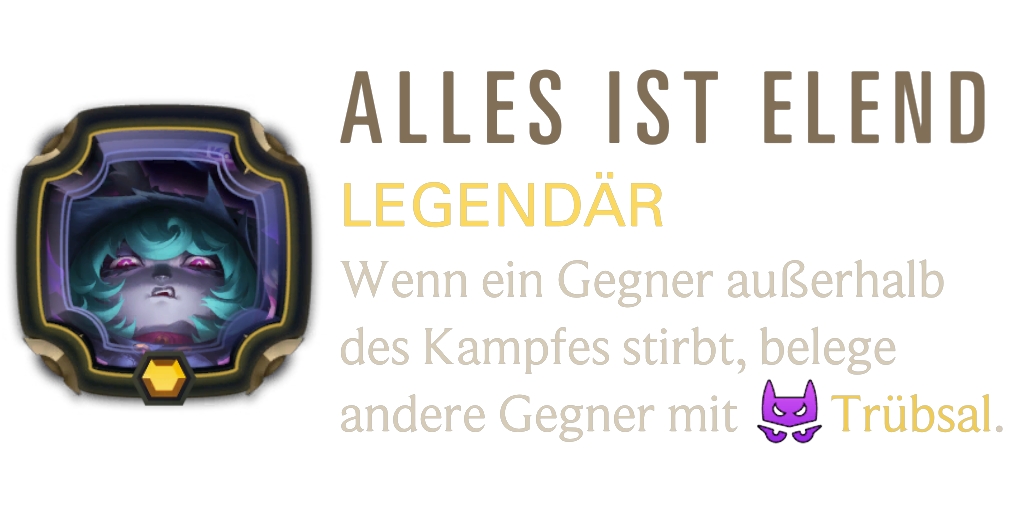 ALLES IST ELEND
LEGENDÄR
Wenn ein Gegner außerhalb
des Kampfes stirbt, belege
andere Gegner mit Trübsal.